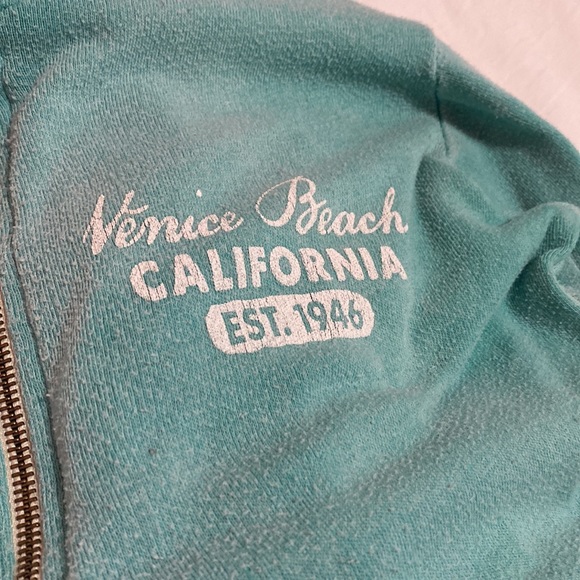 Venice Beach
CALIFORNIA
EST. 1946